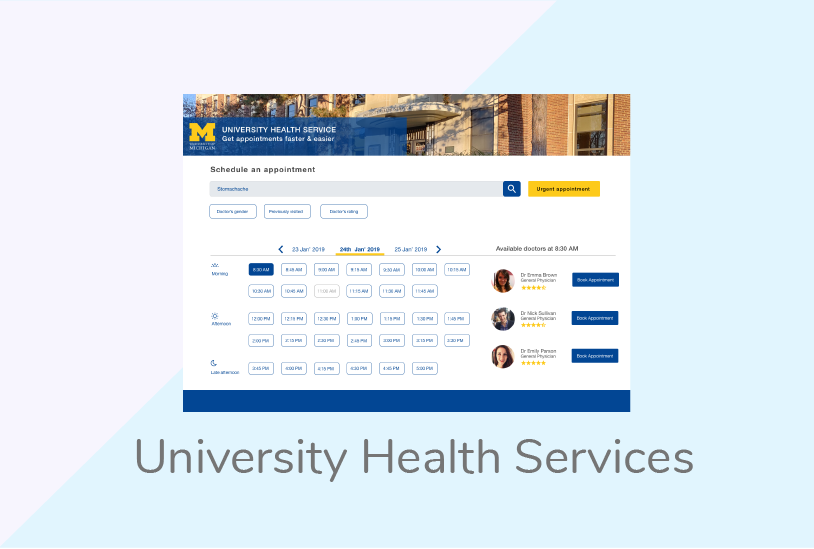 M
UNIVERSITY OF
MICHIGAN
UNIVERSITY HEALTH SERVICE
Get appointments faster & easier
Schedule an appointment
Stomachache
Urgent appointment
Doctor's gender
Previously visited
Doctor's rating
23 Jan' 2019
24th Jan' 2019
25 Jan' 2019
Available doctors at 8:30 AM
Morning
8:30 AM 8:45 AM 9:00 AM 9:15 AM 9:30 AM 10:00 AM 10:15 AM
10:30 AM 10:45 AM 11:00 AM 11:15 AM 11:30 AM 11:45 AM
Afternoon
12:00 PM 12:15 PM 12:30 PM 1:00 PM 1:15 PM 1:30 PM 1:45 PM
2:00 PM 2:15 PM 2:30 PM 2:45 PM 3:00 PM 3:15 PM 3:30 PM
Late afternoon
3:45 PM 4:00 PM 4:15 PM 4:30 PM 4:45 PM 5:00 PM
Dr Emma Brown
General Physician
Book Appointment
Dr Nick Sullivan
General Physician
Book Appointment
Dr Emily Parson
General Physician
Book Appointment
University Health Services